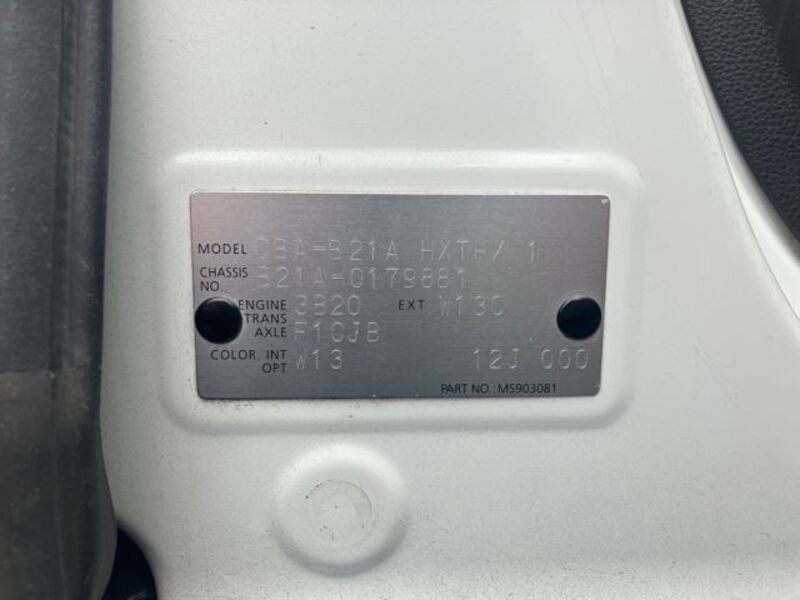 MODEL DBA-B21A HXTHZ 1
CHASSIS NO. B21A-0179881
ENGINE 3B20 EXT W13C
TRANS AXLE F1CJB
COLOR. INT OPT W13 12J 000
PART NO.: MS903081